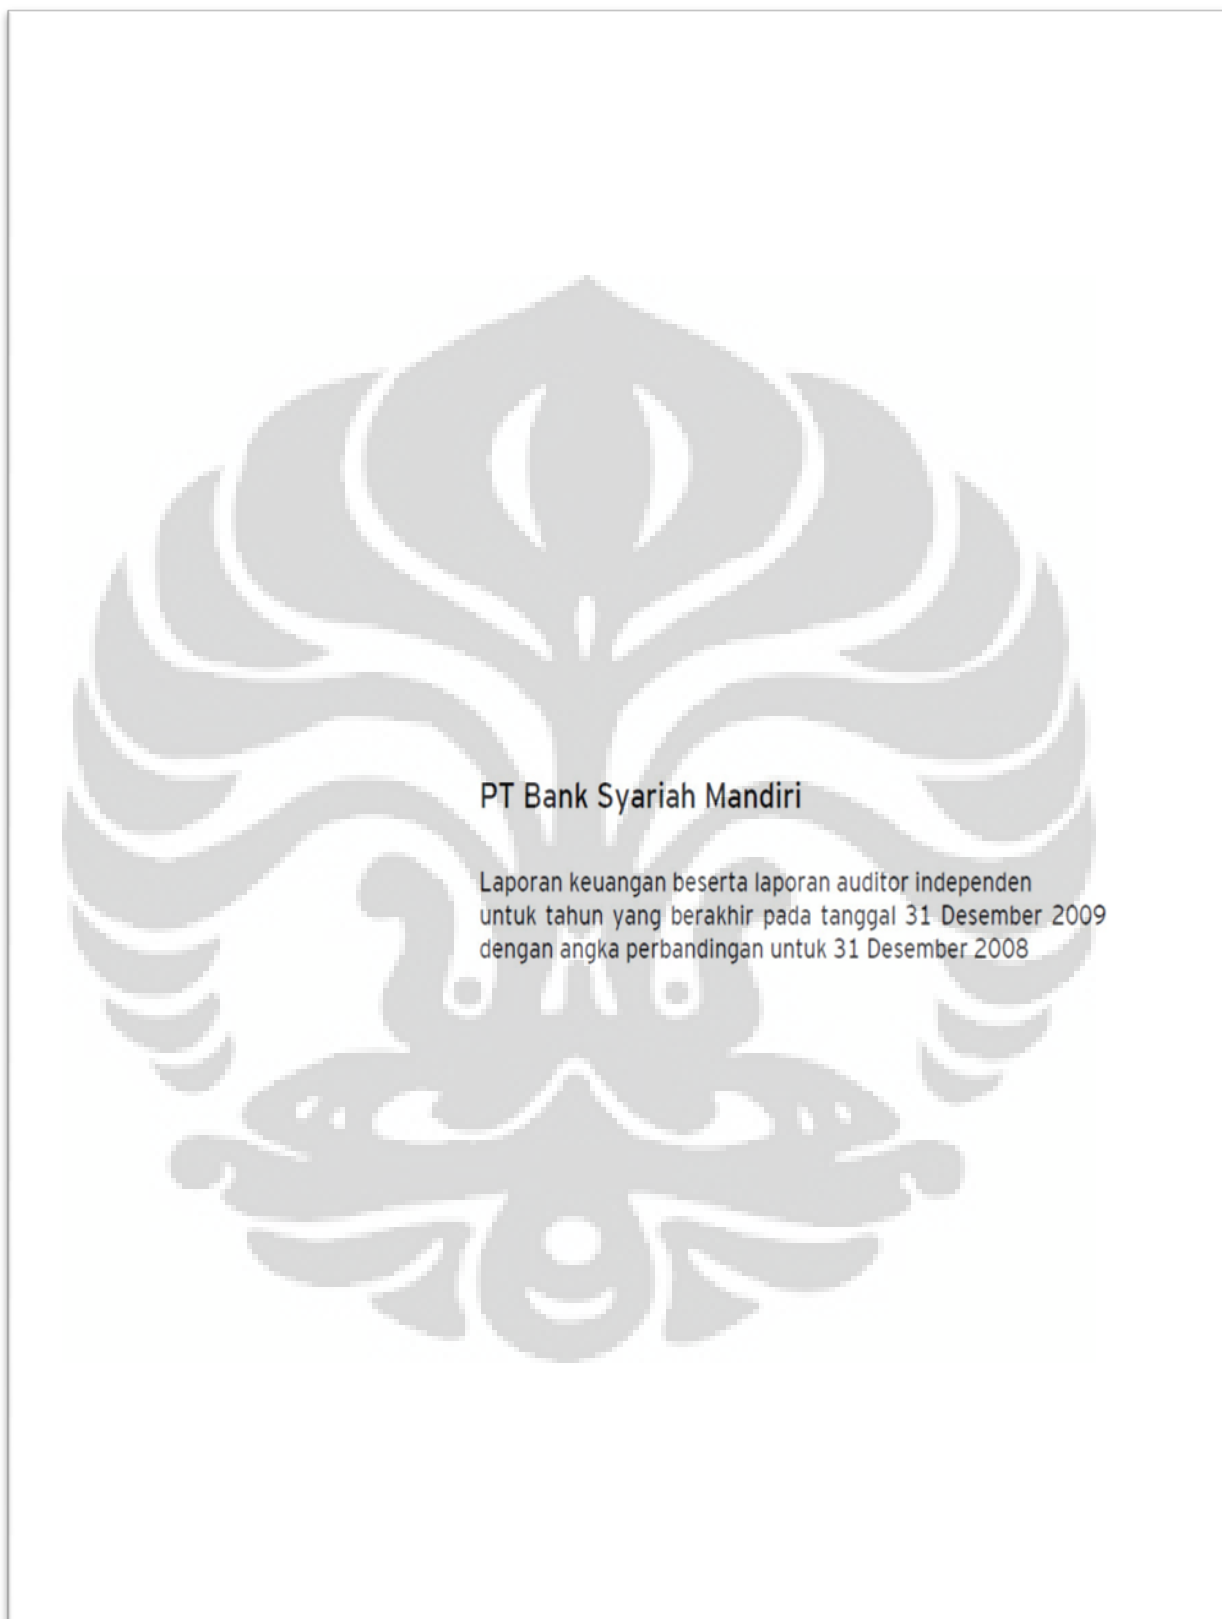 PT Bank Syariah Mandiri
Laporan keuangan beserta laporan auditor independen
untuk tahun yang berakhir pada tanggal 31 Desember 2009
dengan angka perbandingan untuk 31 Desember 2008